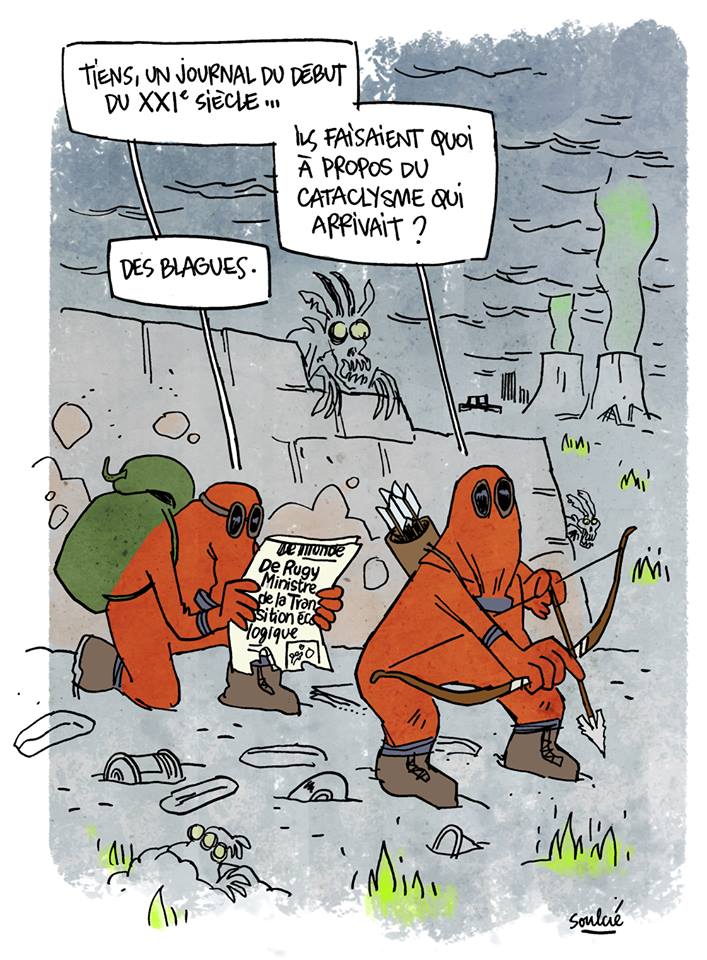 TIENS, UN JOURNAL DU DÉBUT
DU XXIe SIÈCLE...
ILS FAISAIENT QUOI
À PROPOS DU
CATACLYSME QUI
ARRIVAIT ?
DES BLAGUES.
Le Monde
De Rugy
Ministre
de la Tran-
sition éco
logique
Soulcié